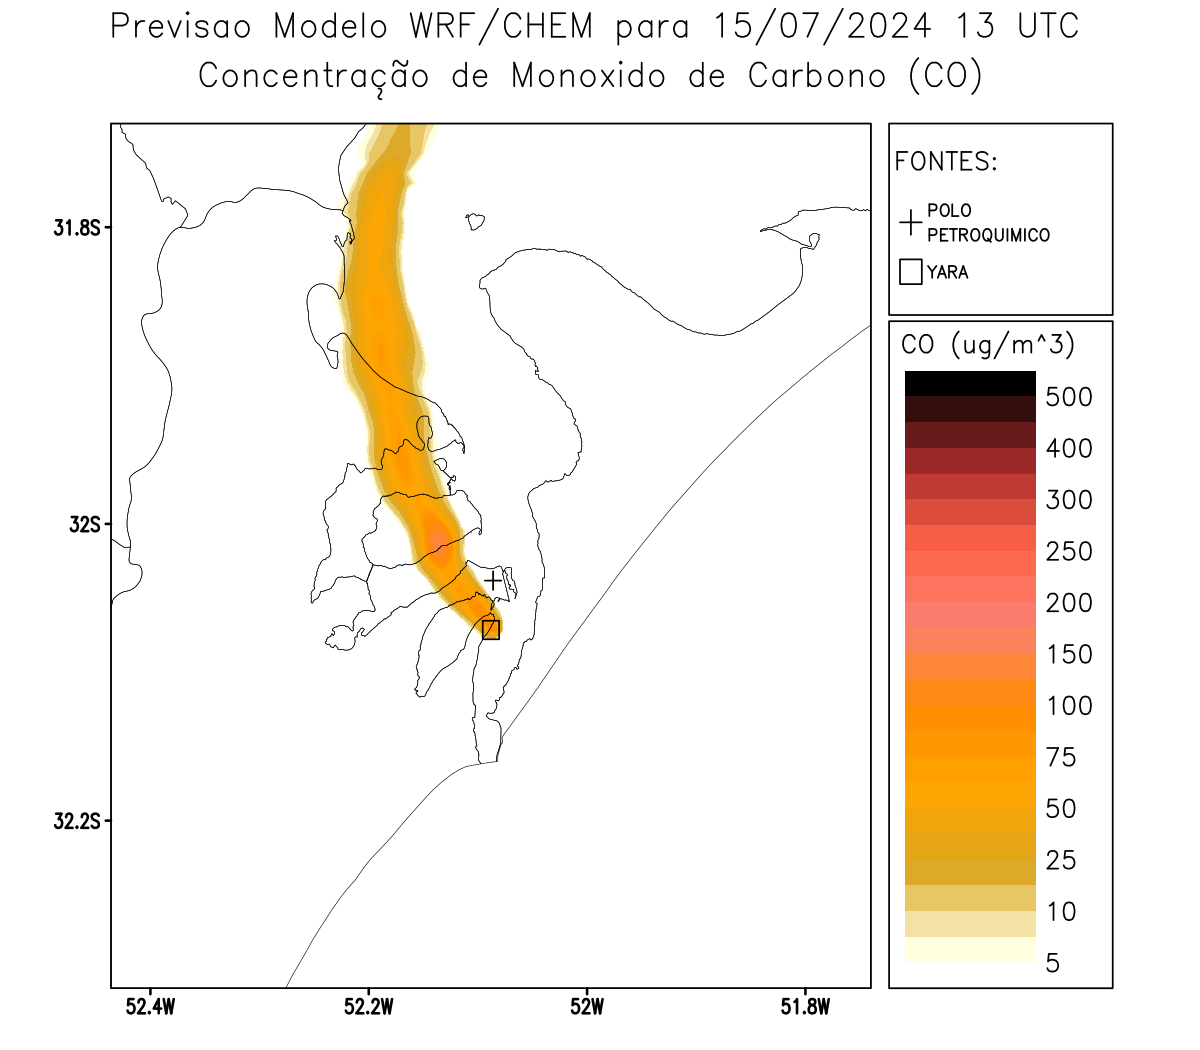 Previsao Modelo WRF/CHEM para 15/07/2024 13 UTC
Concentração de Monoxido de Carbono (CO)
FONTES:
POLO
PETROQUIMICO
YARA
CO (ug/m^3)
500
400
300
250
200
150
100
75
50
25
10
5
31.8S
32S
32.2S
52.4W
52.2W
52W
51.8W